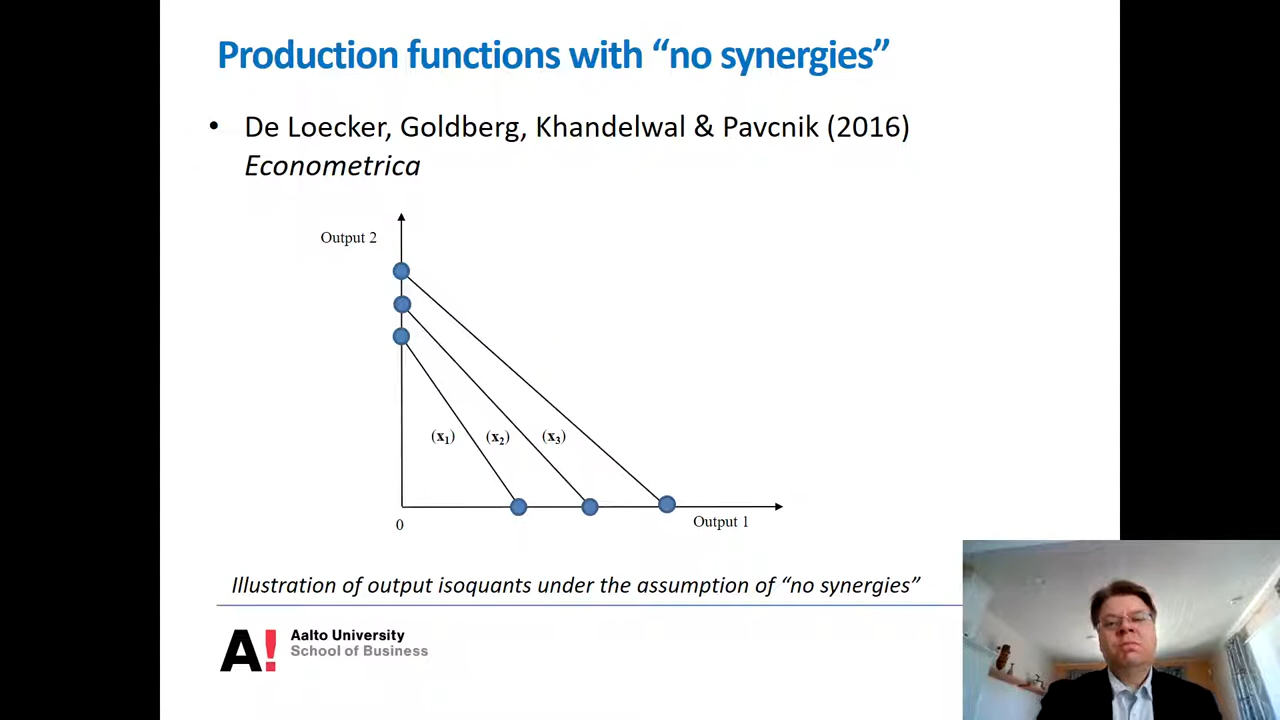 Production functions with “no synergies”
• De Loecker, Goldberg, Khandelwal & Pavcnik (2016)
Econometrica
Output 2
(x₁) (x₂) (x₃)
0
Output 1
Illustration of output isoquants under the assumption of “no synergies”
A! Aalto University
School of Business